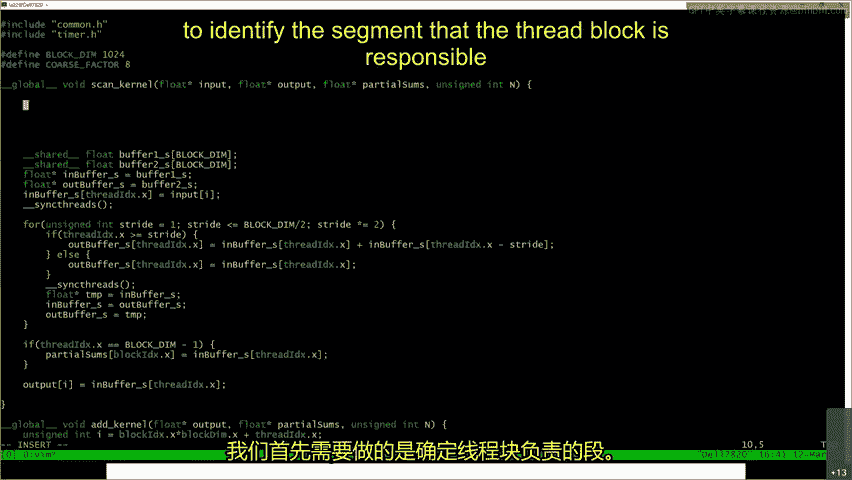 to identify the segment that the thread block is
responsible
#include "common.h"
#include "timer.h"
#define BLOCK_DIM 1024
#define COARSE_FACTOR 8
__global__ void scan_kernel(float* input, float* output, float* partialSums, unsigned int N) {
__shared__ float buffer1_s[BLOCK_DIM];
__shared__ float buffer2_s[BLOCK_DIM];
float* inBuffer_s = buffer1_s;
float* outBuffer_s = buffer2_s;
inBuffer_s[threadIdx.x] = input[i];
__syncthreads();
for(unsigned int stride = 1; stride <= BLOCK_DIM/2; stride *= 2) {
if(threadIdx.x >= stride) {
outBuffer_s[threadIdx.x] = inBuffer_s[threadIdx.x] + inBuffer_s[threadIdx.x - stride];
} else {
outBuffer_s[threadIdx.x] = inBuffer_s[threadIdx.x];
}
__syncthreads();
float* tmp = inBuffer_s;
inBuffer_s = outBuffer_s;
outBuffer_s = tmp;
}
if(threadIdx.x == BLOCK_DIM - 1) {
partialSums[blockIdx.x] = inBuffer_s[threadIdx.x];
}
output[i] = inBuffer_s[threadIdx.x];
}
__global__ void add_kernel(float* output, float* partialSums, unsigned int N) {
unsigned int i = blockIdx.x*blockDim.x + threadIdx.x;
-- INSERT -- 10,5
我们首先需要做的是确定线程块负责的段。
+13